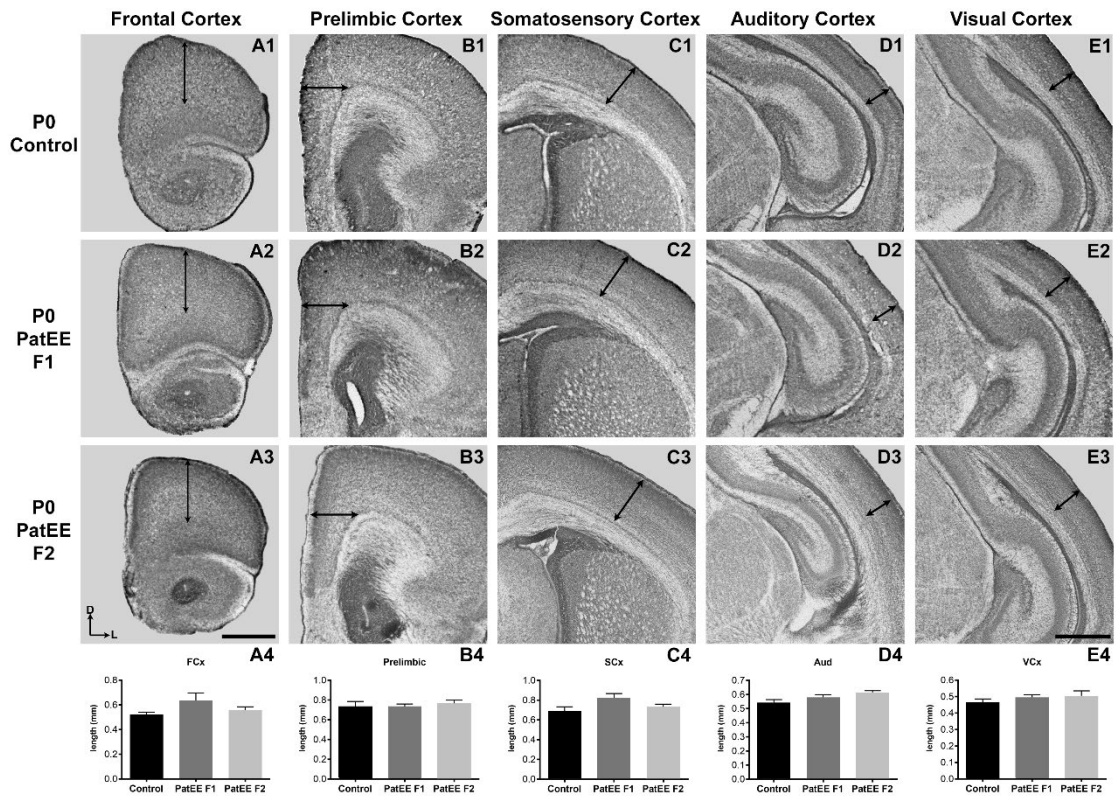 Frontal Cortex Prelimbic Cortex Somatosensory Cortex Auditory Cortex Visual Cortex
A1 B1 C1 D1 E1
P0
Control
A2 B2 C2 D2 E2
P0
PatEE
F1
A3 B3 C3 D3 E3
P0
PatEE
F2
D
L
A4 B4 C4 D4 E4
FCx
length (mm)
0.8
0.6
0.4
0.2
0.0
Control PatEE F1 PatEE F2
Prelimbic
length (mm)
1.0
0.8
0.6
0.4
0.2
0.0
Control PatEE F1 PatEE F2
SCx
length (mm)
1.0
0.8
0.6
0.4
0.2
0.0
Control PatEE F1 PatEE F2
Aud
length (mm)
0.7
0.6
0.5
0.4
0.3
0.2
0.1
0.0
Control PatEE F1 PatEE F2
VCx
length (mm)
0.6
0.4
0.2
0.0
Control PatEE F1 PatEE F2